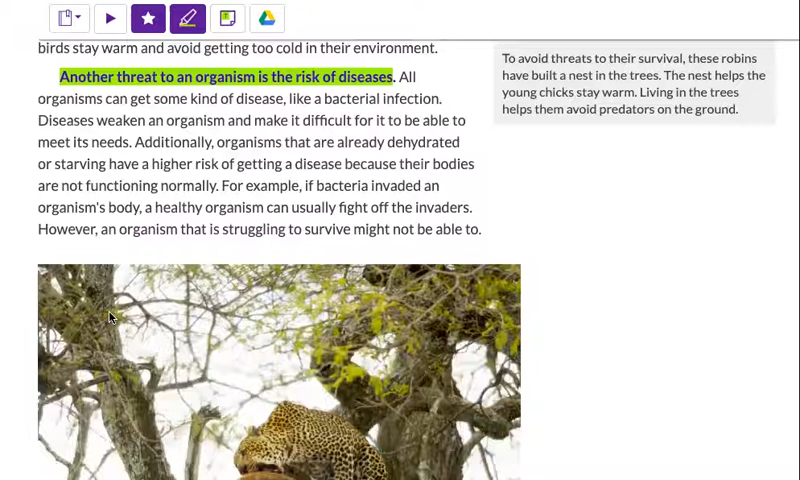 birds stay warm and avoid getting too cold in their environment.
Another threat to an organism is the risk of diseases. All
organisms can get some kind of disease, like a bacterial infection.
Diseases weaken an organism and make it difficult for it to be able to
meet its needs. Additionally, organisms that are already dehydrated
or starving have a higher risk of getting a disease because their bodies
are not functioning normally. For example, if bacteria invaded an
organism's body, a healthy organism can usually fight off the invaders.
However, an organism that is struggling to survive might not be able to.
To avoid threats to their survival, these robins
have built a nest in the trees. The nest helps the
young chicks stay warm. Living in the trees
helps them avoid predators on the ground.